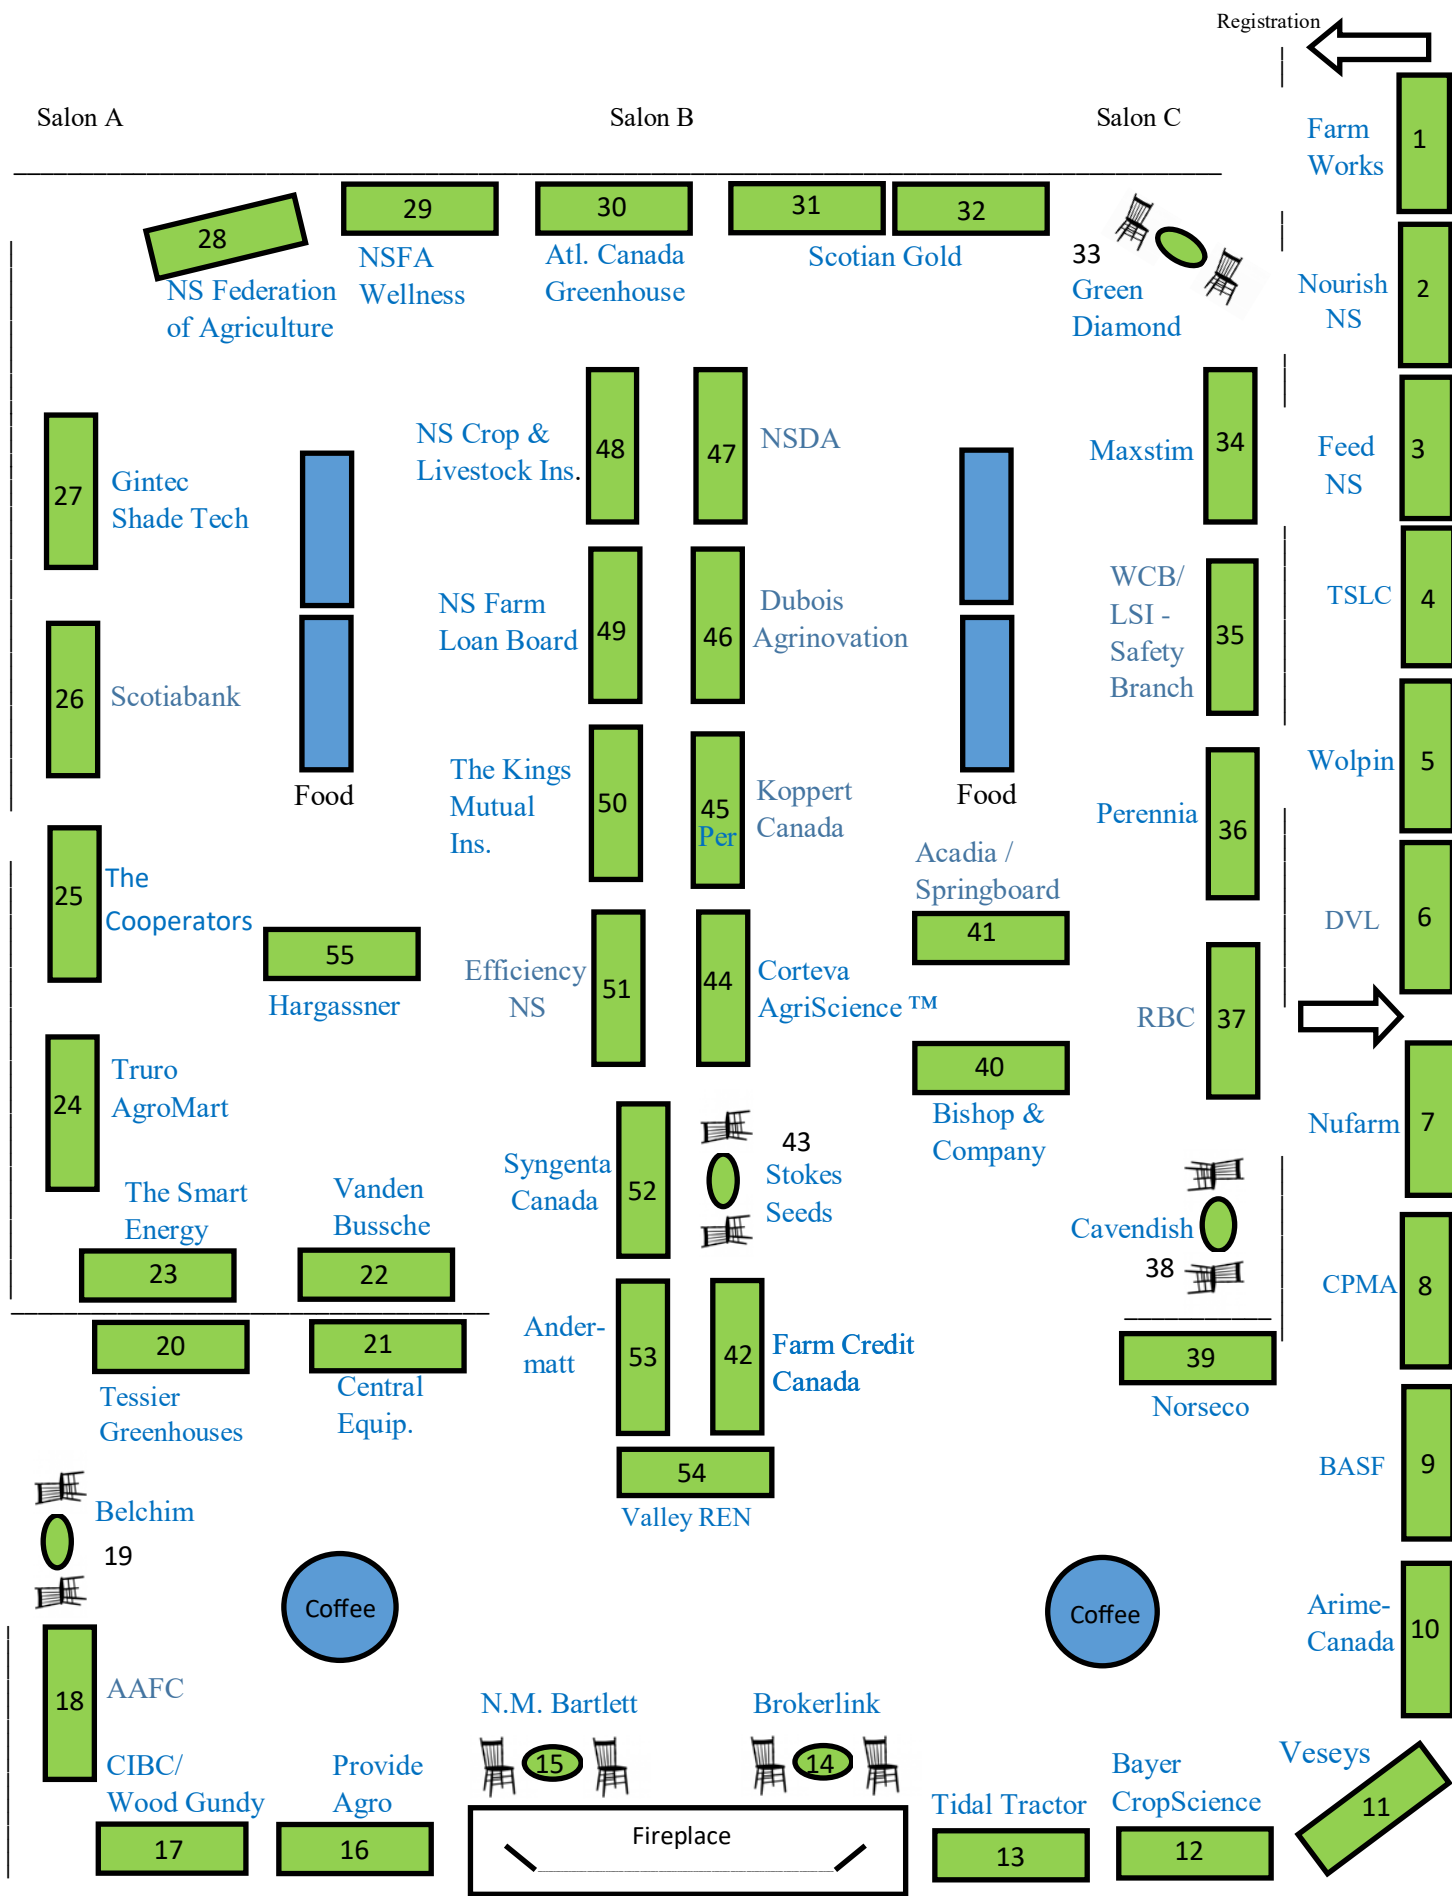 Registration
Salon A
Salon B
Salon C
Farm
Works
1
28
NS Federation
of Agriculture
29
NSFA
Wellness
30
Atl. Canada
Greenhouse
31
32
Scotian Gold
33
Green
Diamond
Nourish
NS
2
27
Gintec
Shade Tech
NS Crop &
Livestock Ins.
48
47
NSDA
Maxstim
34
Feed
NS
3
26
Scotiabank
Food
NS Farm
Loan Board
49
46
Dubois
Agrinovation
Food
WCB/
LSI -
Safety
Branch
35
TSLC
4
The Kings
Mutual
Ins.
50
45
Per
Koppert
Canada
Perennia
36
Wolpin
5
25
The
Cooperators
55
Hargassner
Efficiency
NS
51
44
Corteva
AgriScience ™
Acadia /
Springboard
41
40
Bishop &
Company
RBC
37
DVL
6
24
Truro
AgroMart
Syngenta
Canada
52
43
Stokes
Seeds
Cavendish
38
Nufarm
7
The Smart
Energy
23
Vanden
Bussche
22
CPMA
8
20
Tessier
Greenhouses
21
Central
Equip.
Ander-
matt
53
42
Farm Credit
Canada
39
Norseco
54
Valley REN
BASF
9
Belchim
19
Coffee
Coffee
Arime-
Canada
10
18
AAFC
CIBC/
Wood Gundy
17
Provide
Agro
16
N.M. Bartlett
15
Brokerlink
14
Fireplace
Tidal Tractor
13
Bayer
CropScience
12
Veseys
11